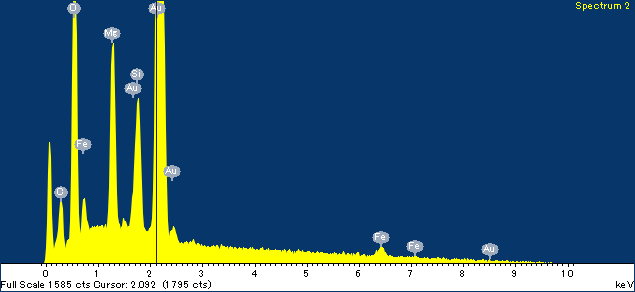 Spectrum 2
O Au
Mg
Si
Au
Fe
Au
O
Fe
Fe
Au
0 1 2 3 4 5 6 7 8 9 10
Full Scale 1585 cts Cursor: 2.092 (1795 cts) keV